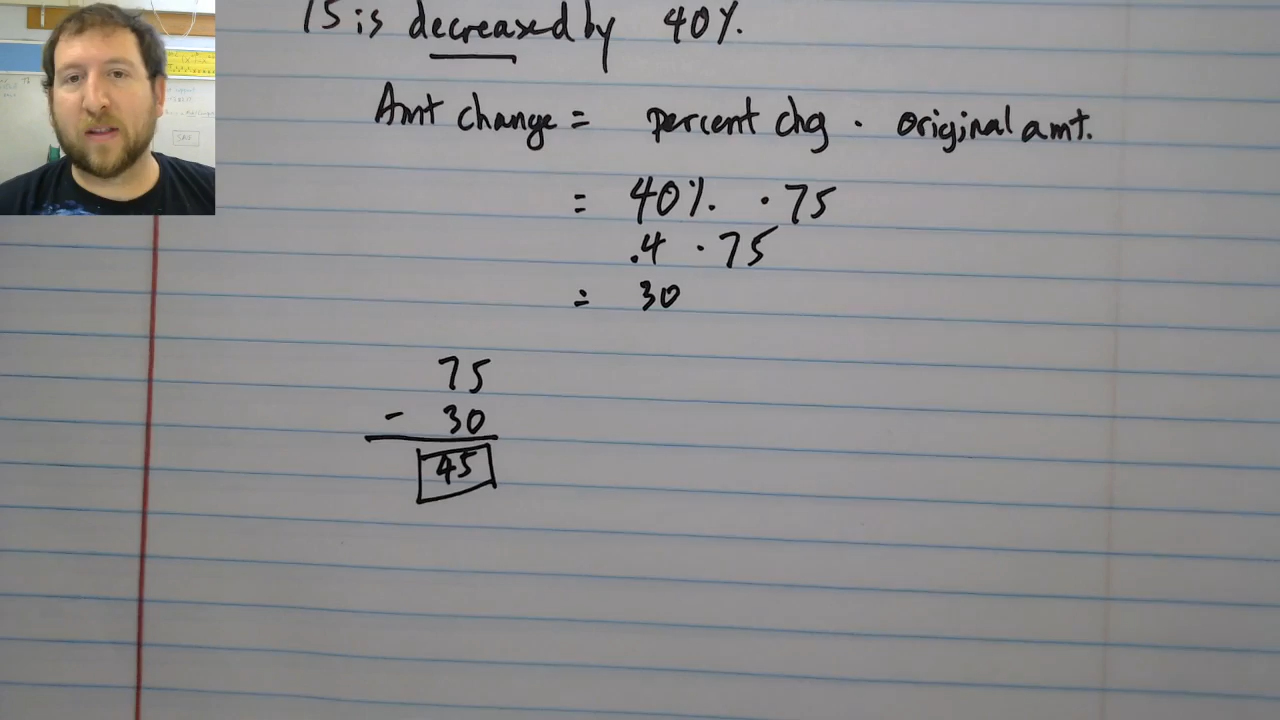 75 is decreased by 40%.
Amt change = percent chg · original amt.
= 40% · 75
.4 · 75
= 30
75
- 30
45